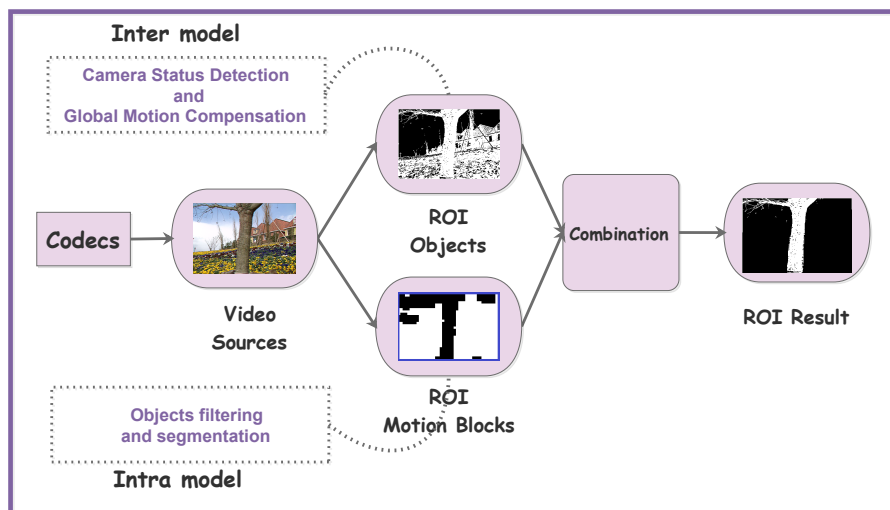 Inter model
Camera Status Detection
and
Global Motion Compensation
Codecs
Video
Sources
ROI
Objects
ROI
Motion Blocks
Combination
ROI Result
Objects filtering
and segmentation
Intra model